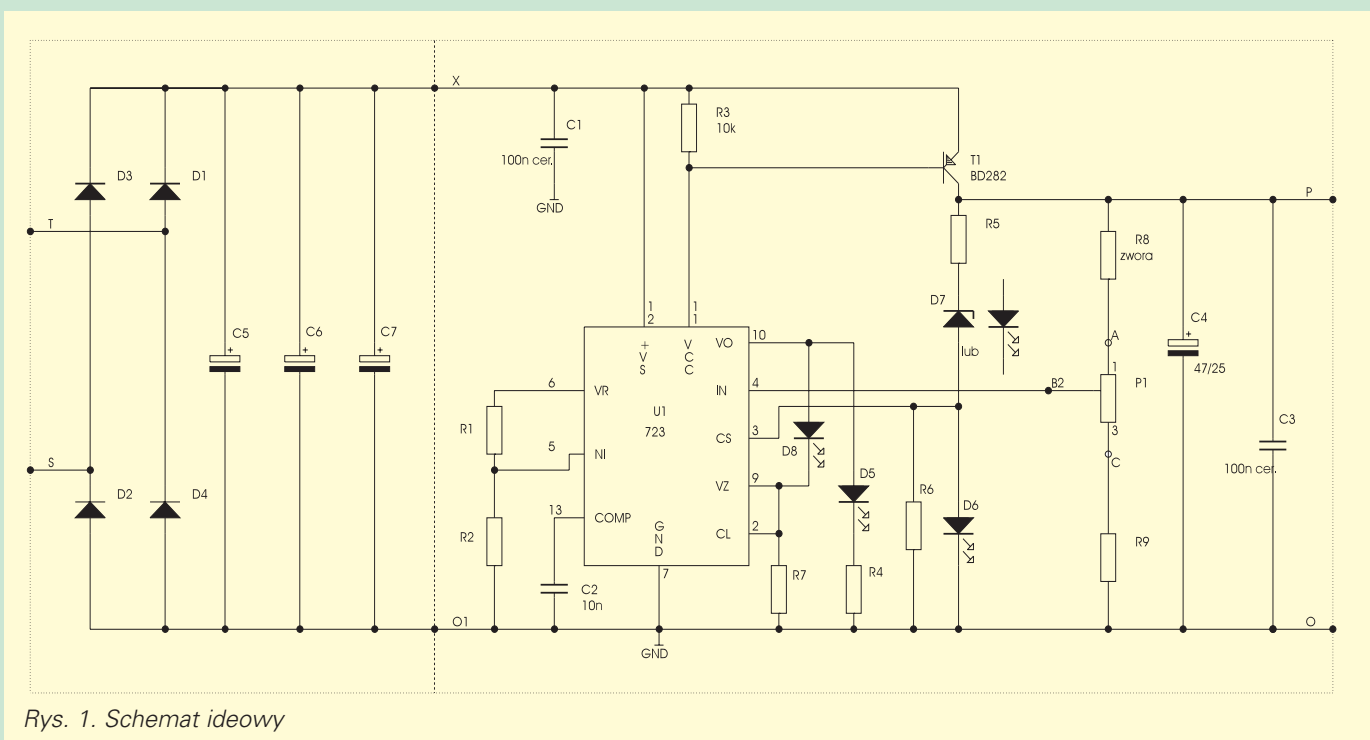 X
C1
100n cer.
GND
R3
10k
T1
BD282
P
D3
D1
T
C5
+
C6
+
C7
+
S
D2
D4
O1
R5
R8
zwora
D7
lub
A
1
P1
3
C
B2
C4
+
47/25
C3
100n cer.
R9
O
1
2
1
1
+
V
S
V
C
C
VO
10
IN
4
CS
3
VZ
9
CL
2
U1
723
6
VR
5
NI
13
COMP
G
N
D
7
GND
R1
R2
C2
10n
D8
D5
R7
R4
R6
D6
Rys. 1. Schemat ideowy